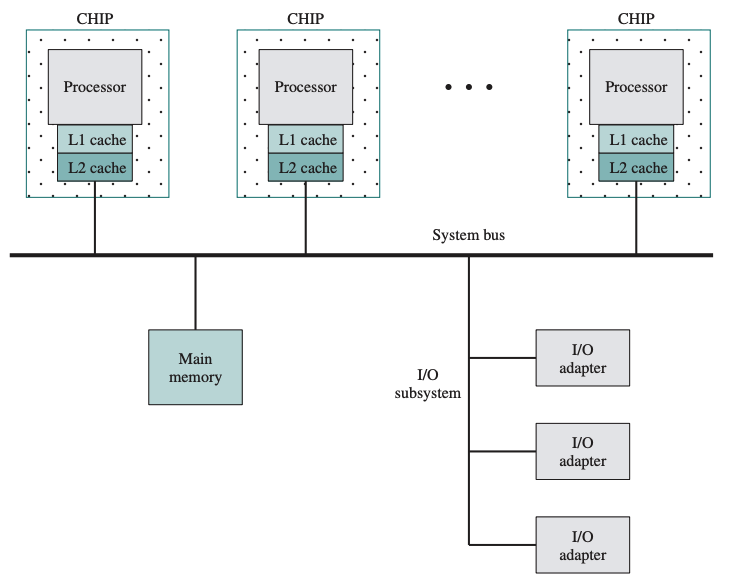 CHIP
CHIP
CHIP
Processor
Processor
Processor
L1 cache
L1 cache
L1 cache
L2 cache
L2 cache
L2 cache
System bus
Main
memory
I/O
subsystem
I/O
adapter
I/O
adapter
I/O
adapter